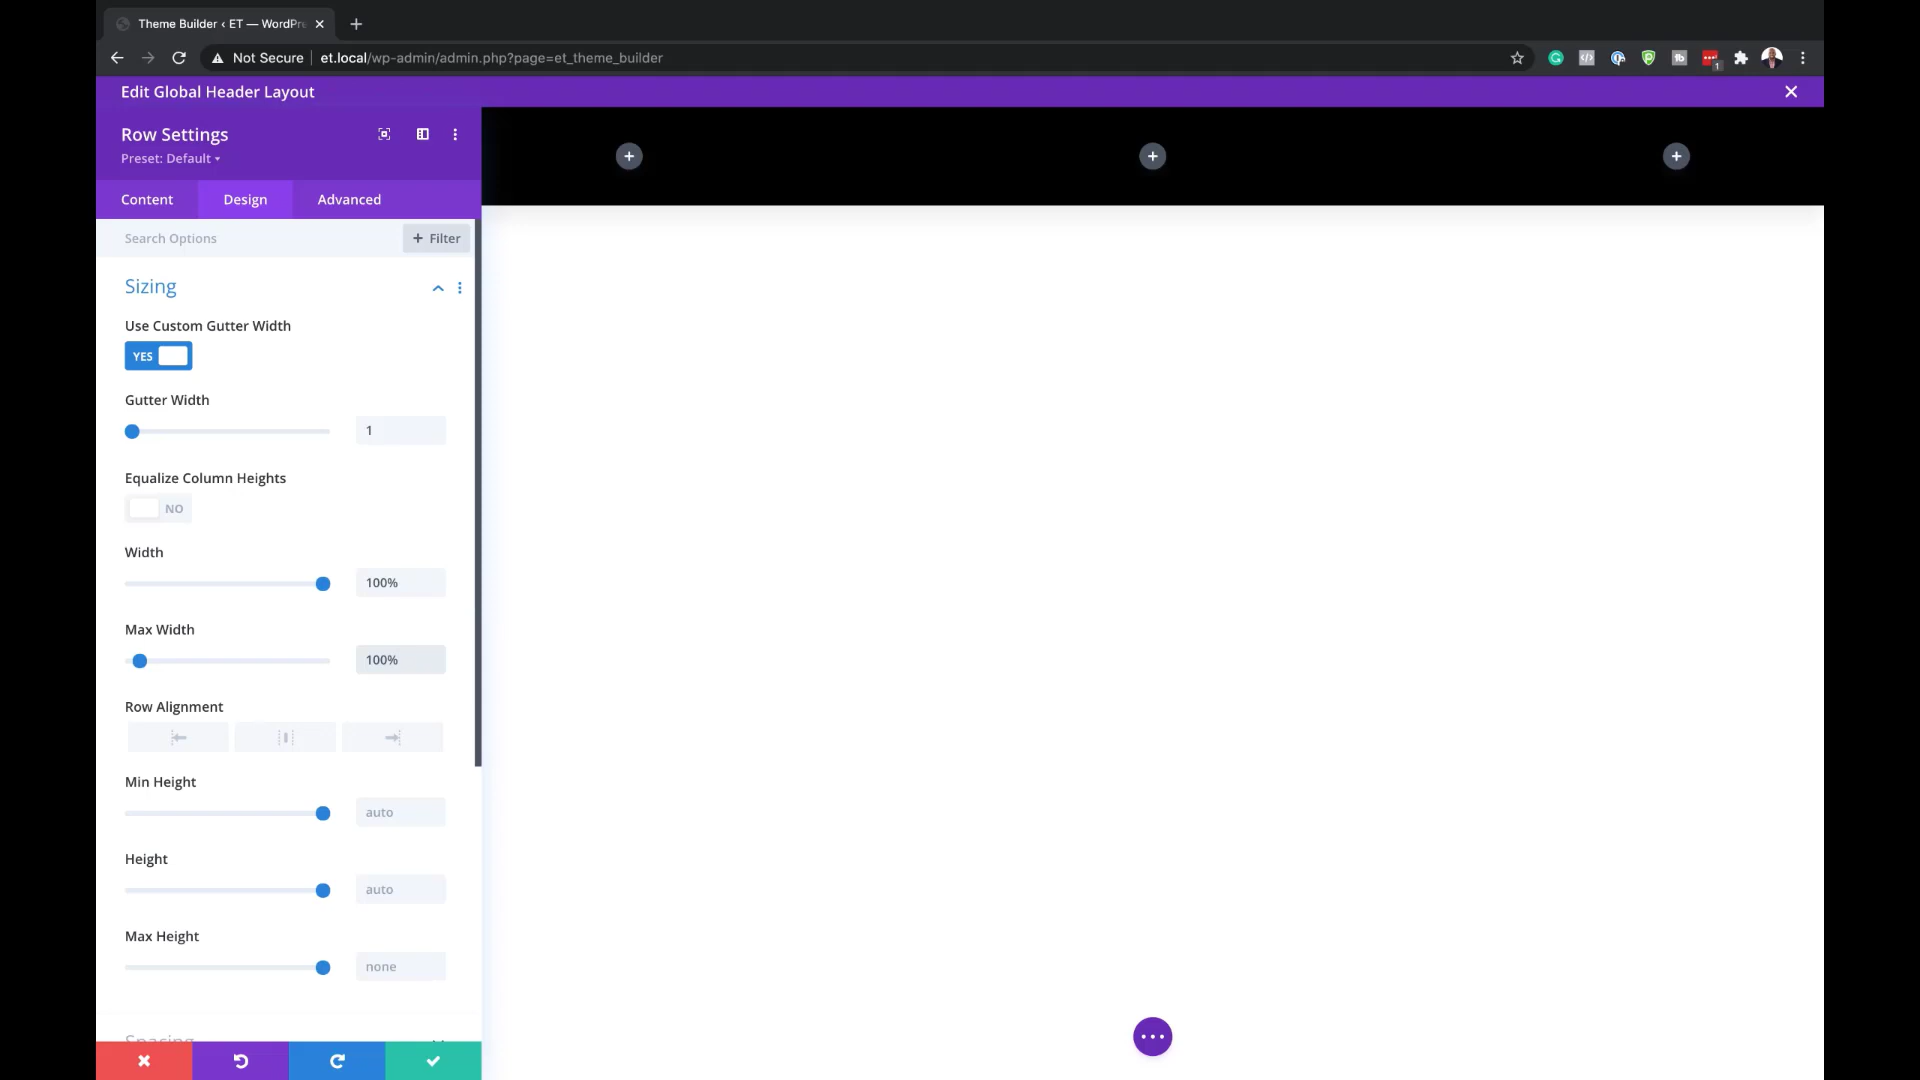 Theme Builder ‹ ET — WordPr
Not Secure
et.local/wp-admin/admin.php?page=et_theme_builder
1
Edit Global Header Layout
Row Settings
Preset: Default
Content
Design
Advanced
Search Options
+ Filter
Sizing
Use Custom Gutter Width
YES
Gutter Width
1
Equalize Column Heights
NO
Width
100%
Max Width
100%
Row Alignment
Min Height
auto
Height
auto
Max Height
none
Spacing